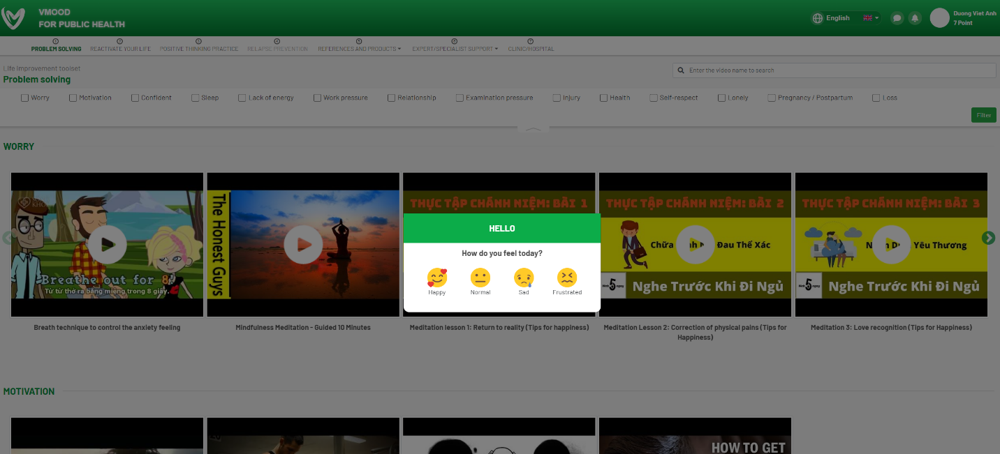 VMOOD
FOR PUBLIC HEALTH
English
Duong Viet Anh
7 Point
PROBLEM SOLVING
REACTIVATE YOUR LIFE
POSITIVE THINKING PRACTICE
RELAPSE PREVENTION
REFERENCES AND PRODUCTS
EXPERT/SPECIALIST SUPPORT
CLINIC/HOSPITAL
Life improvement toolset
Problem solving
Enter the video name to search
Worry
Motivation
Confident
Sleep
Lack of energy
Work pressure
Relationship
Examination pressure
Injury
Health
Self-respect
Lonely
Pregnancy / Postpartum
Loss
Filter
WORRY
Breathe out for 8!
Từ từ thở ra bằng miệng trong 8 giây.
The Honest Guys
THỰC TẬP CHÁNH NIỆM: BÀI 1
THỰC TẬP CHÁNH NIỆM: BÀI 2
Chữa
Đau Thể Xác
Nghe Trước Khi Đi Ngủ
THỰC TẬP CHÁNH NIỆM: BÀI 3
Yêu Thương
Nghe Trước Khi Đi Ngủ
HELLO
How do you feel today?
Happy
Normal
Sad
Frustrated
Breath technique to control the anxiety feeling
Mindfulness Meditation - Guided 10 Minutes
Meditation lesson 1: Return to reality (Tips for happiness)
Meditation Lesson 2: Correction of physical pains (Tips for
Happiness)
Meditation 3: Love recognition (Tips for Happiness)
MOTIVATION
HOW TO GET